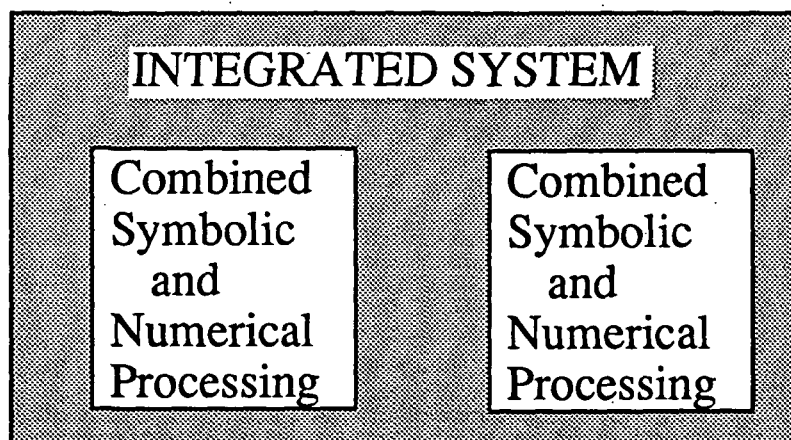 INTEGRATED SYSTEM
Combined
Symbolic
and
Numerical
Processing
Combined
Symbolic
and
Numerical
Processing